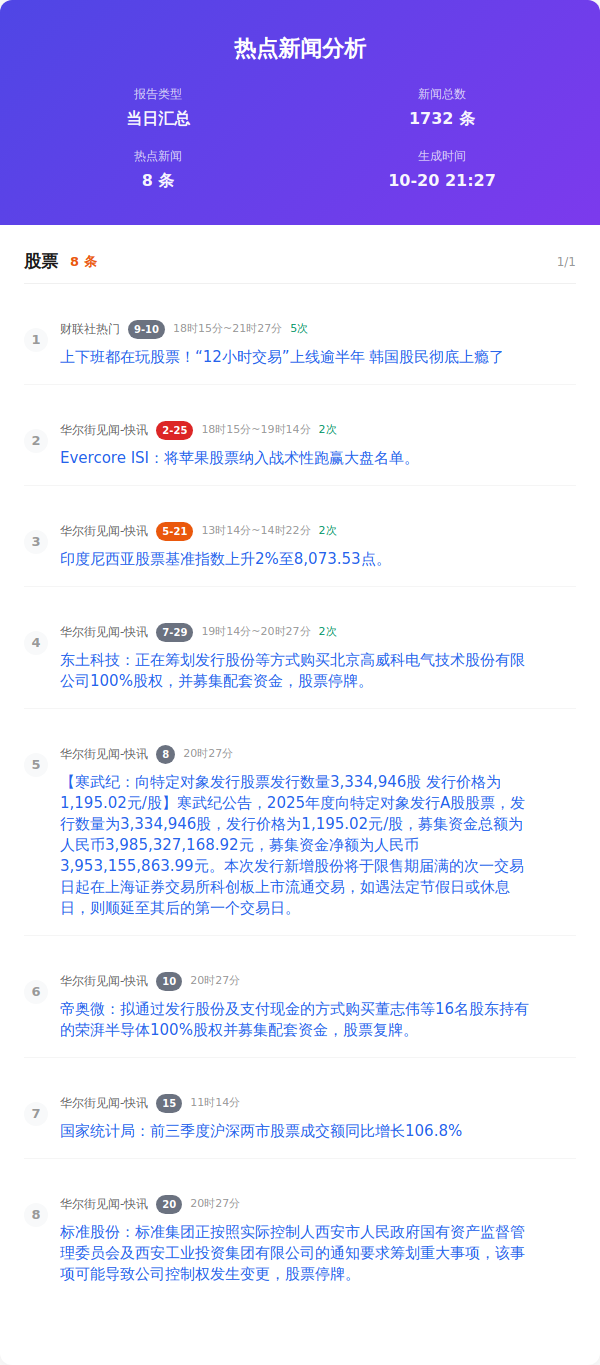 热点新闻分析
报告类型
新闻总数
当日汇总
1732 条
热点新闻
生成时间
8 条
10-20 21:27
股票 8 条 1/1
1
财联社热门 9-10 18时15分~21时27分 5次
上下班都在玩股票！“12小时交易”上线逾半年 韩国股民彻底上瘾了
2
华尔街见闻-快讯 2-25 18时15分~19时14分 2次
Evercore ISI：将苹果股票纳入战术性跑赢大盘名单。
3
华尔街见闻-快讯 5-21 13时14分~14时22分 2次
印度尼西亚股票基准指数上升2%至8,073.53点。
4
华尔街见闻-快讯 7-29 19时14分~20时27分 2次
东土科技：正在筹划发行股份等方式购买北京高威科电气技术股份有限
公司100%股权，并募集配套资金，股票停牌。
5
华尔街见闻-快讯 8 20时27分
【寒武纪：向特定对象发行股票发行数量3,334,946股 发行价格为
1,195.02元/股】寒武纪公告，2025年度向特定对象发行A股股票，发
行数量为3,334,946股，发行价格为1,195.02元/股，募集资金总额为
人民币3,985,327,168.92元，募集资金净额为人民币
3,953,155,863.99元。本次发行新增股份将于限售期届满的次一交易
日起在上海证券交易所科创板上市流通交易，如遇法定节假日或休息
日，则顺延至其后的第一个交易日。
6
华尔街见闻-快讯 10 20时27分
帝奥微：拟通过发行股份及支付现金的方式购买董志伟等16名股东持有
的荣湃半导体100%股权并募集配套资金，股票复牌。
7
华尔街见闻-快讯 15 11时14分
国家统计局：前三季度沪深两市股票成交额同比增长106.8%
8
华尔街见闻-快讯 20 20时27分
标准股份：标准集团正按照实际控制人西安市人民政府国有资产监督管
理委员会及西安工业投资集团有限公司的通知要求筹划重大事项，该事
项可能导致公司控制权发生变更，股票停牌。